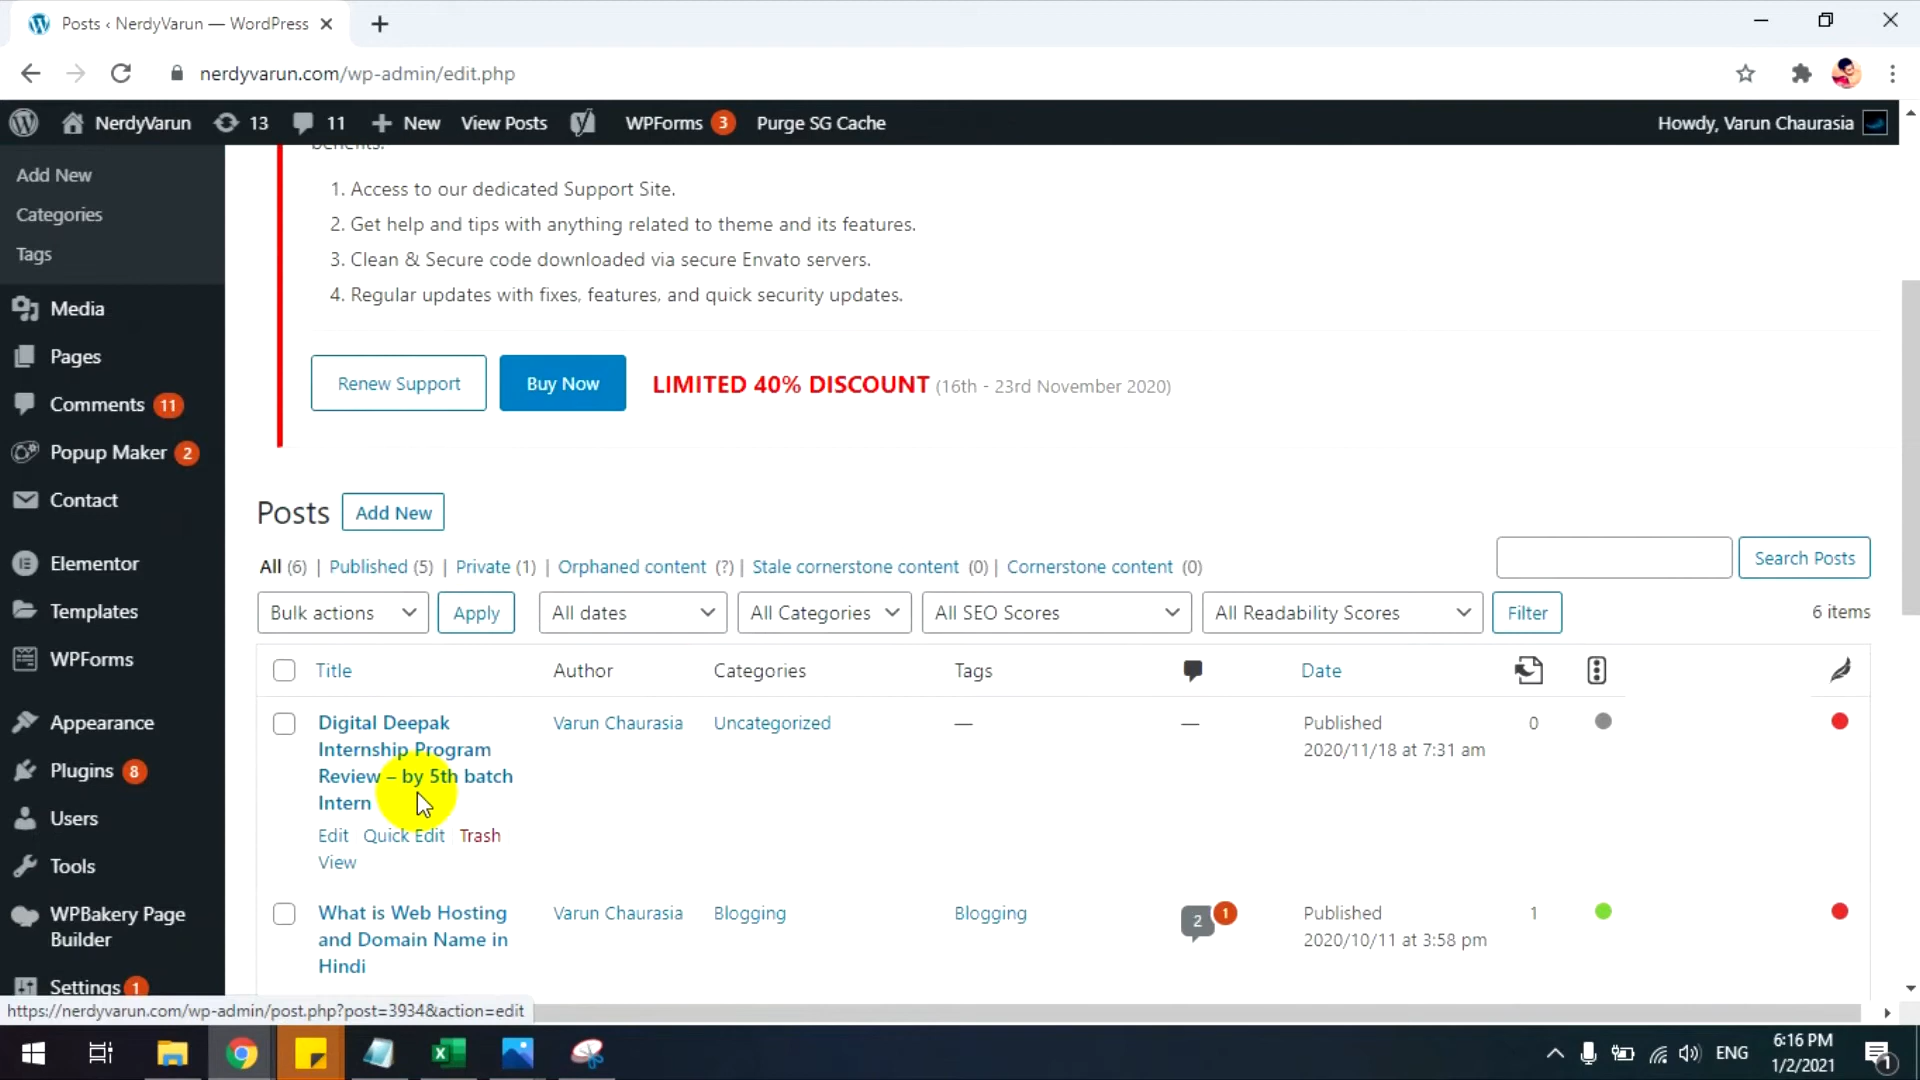 Posts ‹ NerdyVarun — WordPress
nerdyvarun.com/wp-admin/edit.php
NerdyVarun 13 11 New View Posts WPForms 3 Purge SG Cache Howdy, Varun Chaurasia
benefits.
Add New
Categories
Tags
Media
Pages
Comments 11
Popup Maker 2
Contact
Elementor
Templates
WPForms
Appearance
Plugins 8
Users
Tools
WPBakery Page
Builder
Settings 1
1. Access to our dedicated Support Site.
2. Get help and tips with anything related to theme and its features.
3. Clean & Secure code downloaded via secure Envato servers.
4. Regular updates with fixes, features, and quick security updates.
Renew Support Buy Now LIMITED 40% DISCOUNT (16th - 23rd November 2020)
Posts Add New
All (6) | Published (5) | Private (1) | Orphaned content (?) | Stale cornerstone content (0) | Cornerstone content (0)
Search Posts
Bulk actions Apply All dates All Categories All SEO Scores All Readability Scores Filter 6 items
Title Author Categories Tags Date
Digital Deepak Varun Chaurasia Uncategorized — — Published 0
Internship Program 2020/11/18 at 7:31 am
Review – by 5th batch
Intern
Edit Quick Edit Trash
View
What is Web Hosting Varun Chaurasia Blogging Blogging 2 1 Published 1
and Domain Name in 2020/10/11 at 3:58 pm
Hindi
https://nerdyvarun.com/wp-admin/post.php?post=3934&action=edit
ENG 6:16 PM
1/2/2021
1